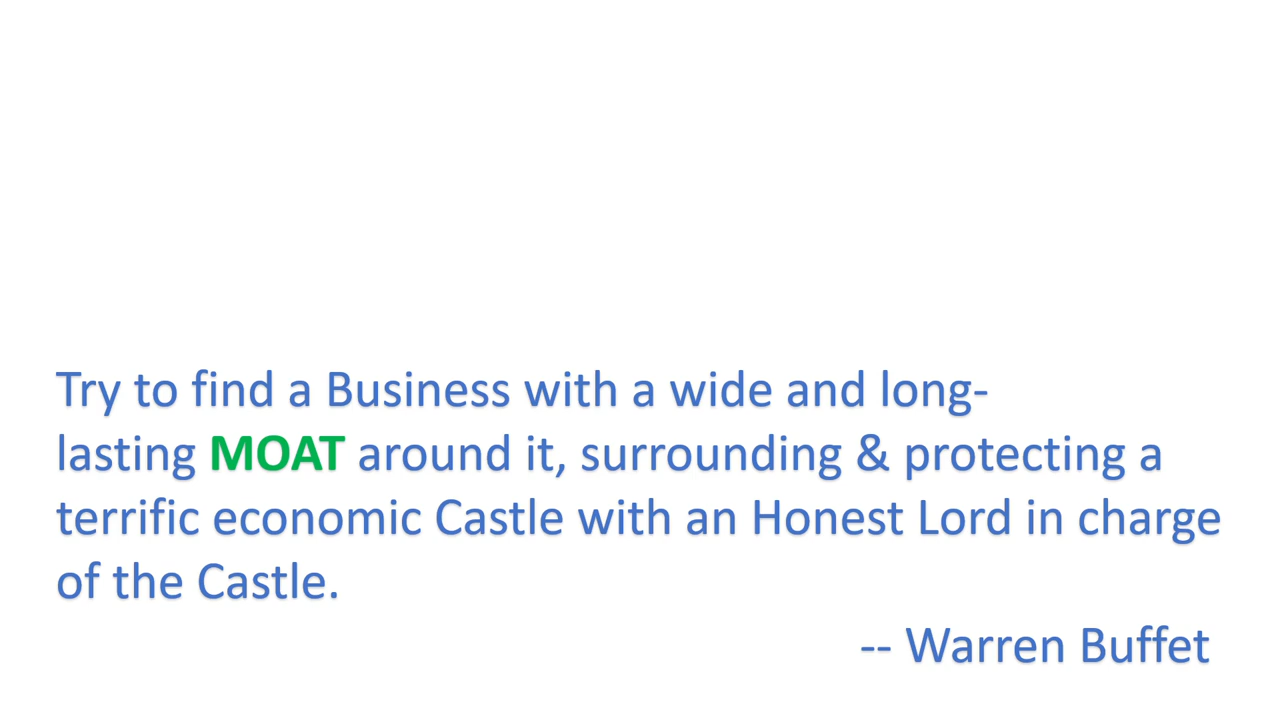 Try to find a Business with a wide and long-
lasting MOAT around it, surrounding & protecting a
terrific economic Castle with an Honest Lord in charge
of the Castle.
-- Warren Buffet